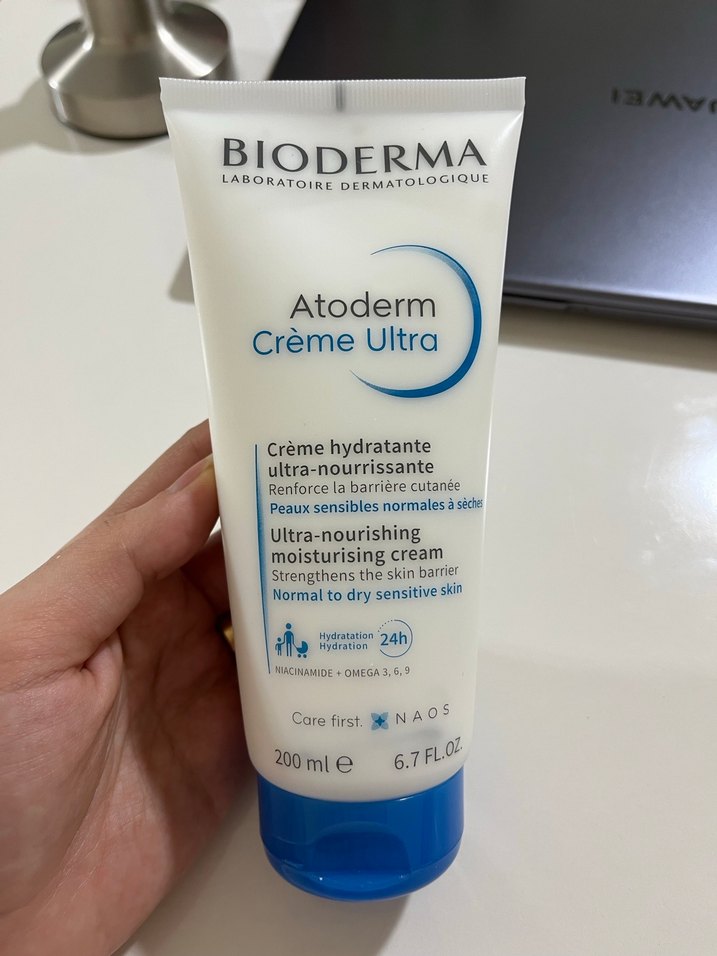 BIODERMA
LABORATOIRE DERMATOLOGIQUE
HUAWEI
Atoderm
Crème Ultra
Crème hydratante
ultra-nourrissante
Renforce la barrière cutanée
Peaux sensibles normales à sèches
Ultra-nourishing
moisturising cream
Strengthens the skin barrier
Normal to dry sensitive skin
Hydratation
Hydration
24h
NIACINAMIDE + OMEGA 3, 6, 9
Care first. NAOS
200 ml e 6.7 FL.OZ.